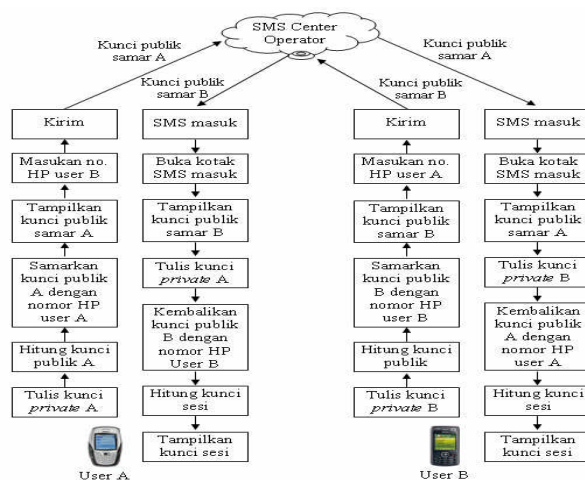 SMS Center
Operator
Kunci publik
samar A
Kunci publik
samar B
Kunci publik
samar B
Kunci publik
samar A
Kirim
Masukan no.
HP user B
Tampilkan
kunci publik
samar A
Samarkan
kunci publik
A dengan
nomor HP
user A
Hitung kunci
publik A
Tulis kunci
private A
User A
SMS masuk
Buka kotak
SMS masuk
Tampilkan
kunci publik
samar B
Tulis kunci
private A
Kembalikan
kunci publik
B dengan
nomor HP
User B
Hitung kunci
sesi
Tampilkan
kunci sesi
Kirim
Masukan no.
HP user A
Tampilkan
kunci publik
samar B
Samarkan
kunci publik
B dengan
nomor HP
user B
Hitung kunci
publik
Tulis kunci
private B
User B
SMS masuk
Buka kotak
SMS masuk
Tampilkan
kunci publik
samar A
Tulis kunci
private B
Kembalikan
kunci publik
A dengan
nomor HP
user A
Hitung kunci
sesi
Tampilkan
kunci sesi